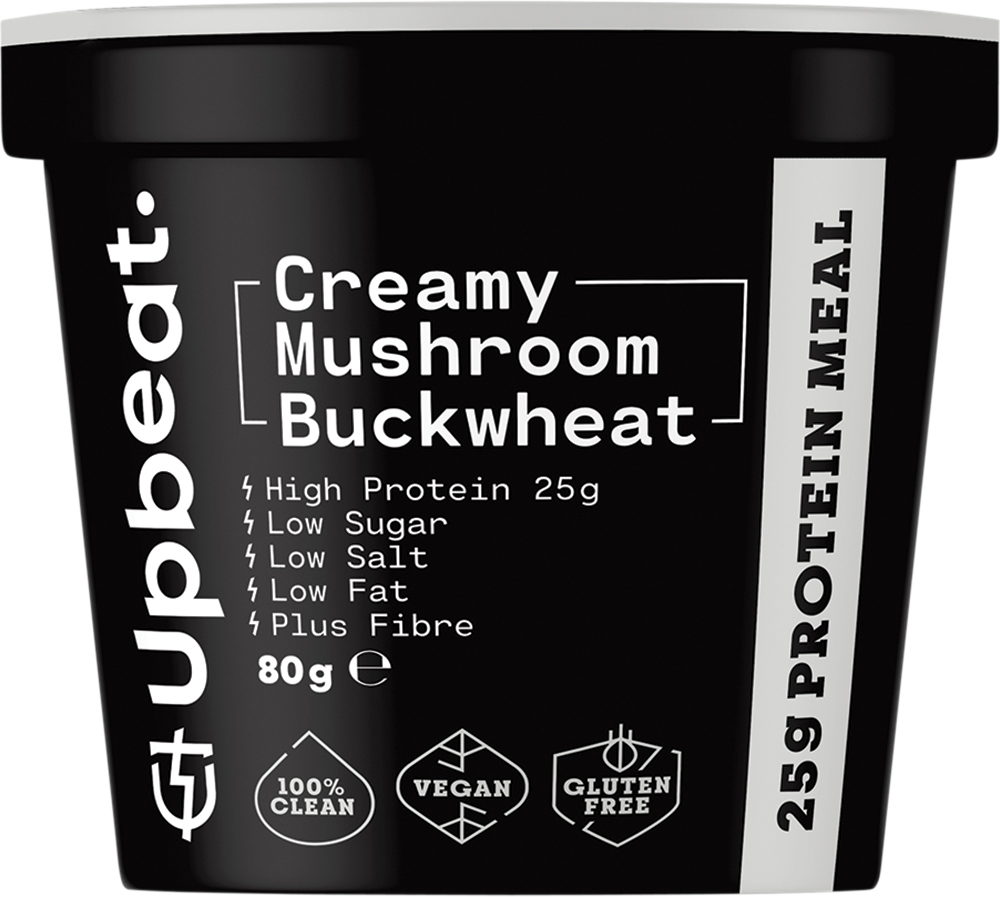 Upbeat.
Creamy
Mushroom
Buckwheat
High Protein 25g
Low Sugar
Low Salt
Low Fat
Plus Fibre
80g ℮
100%
CLEAN
VEGAN
GLUTEN
FREE
25g PROTEIN MEAL